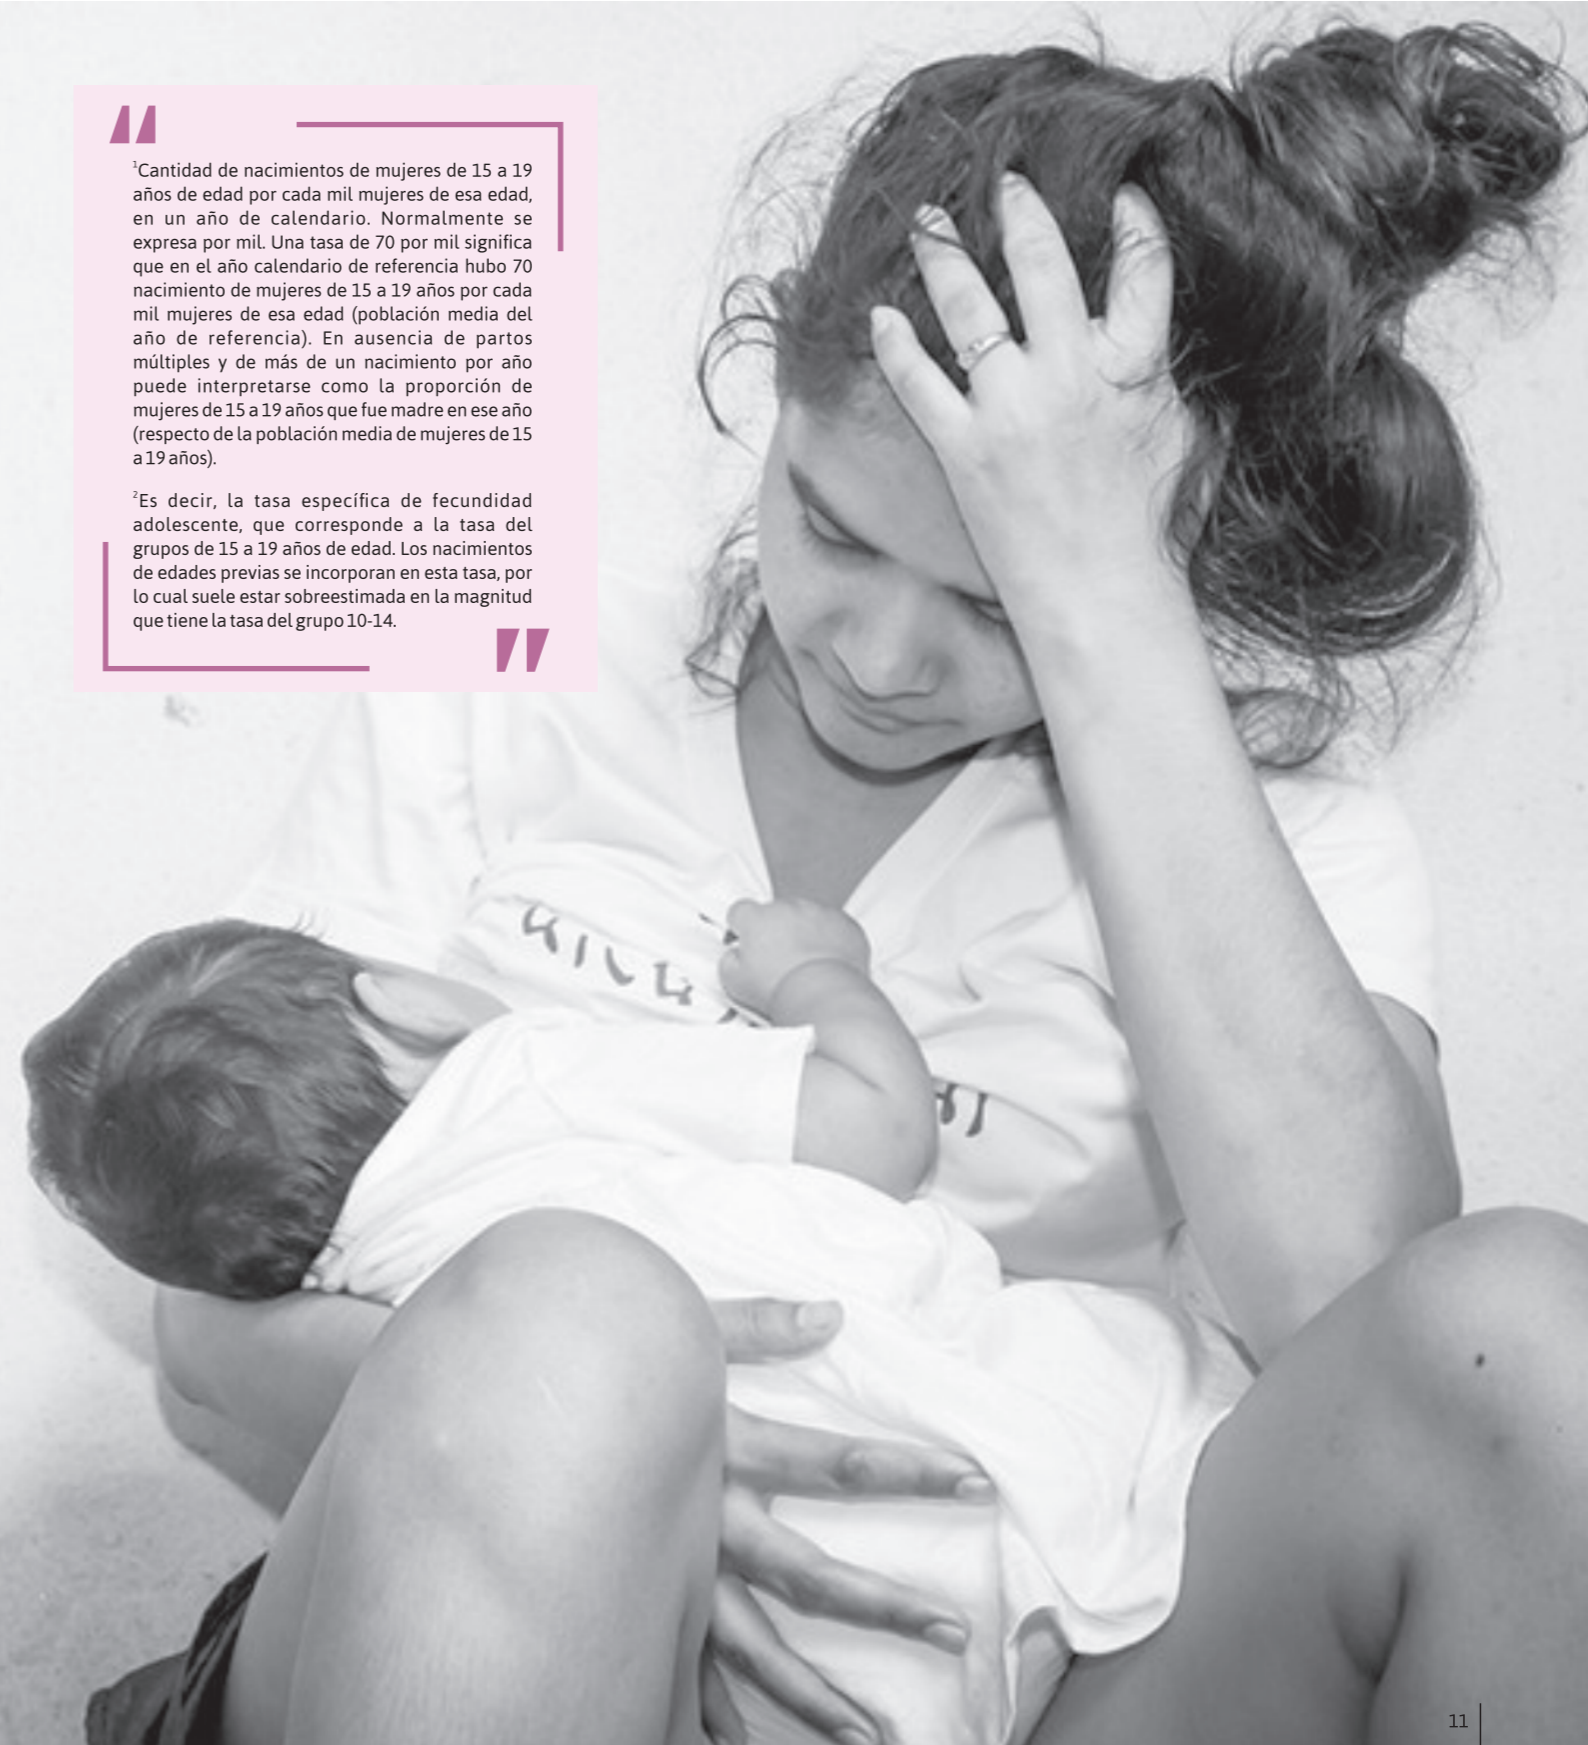 ¹Cantidad de nacimientos de mujeres de 15 a 19
años de edad por cada mil mujeres de esa edad,
en un año de calendario. Normalmente se
expresa por mil. Una tasa de 70 por mil significa
que en el año calendario de referencia hubo 70
nacimiento de mujeres de 15 a 19 años por cada
mil mujeres de esa edad (población media del
año de referencia). En ausencia de partos
múltiples y de más de un nacimiento por año
puede interpretarse como la proporción de
mujeres de 15 a 19 años que fue madre en ese año
(respecto de la población media de mujeres de 15
a 19 años).
²Es decir, la tasa específica de fecundidad
adolescente, que corresponde a la tasa del
grupos de 15 a 19 años de edad. Los nacimientos
de edades previas se incorporan en esta tasa, por
lo cual suele estar sobreestimada en la magnitud
que tiene la tasa del grupo 10-14.
11